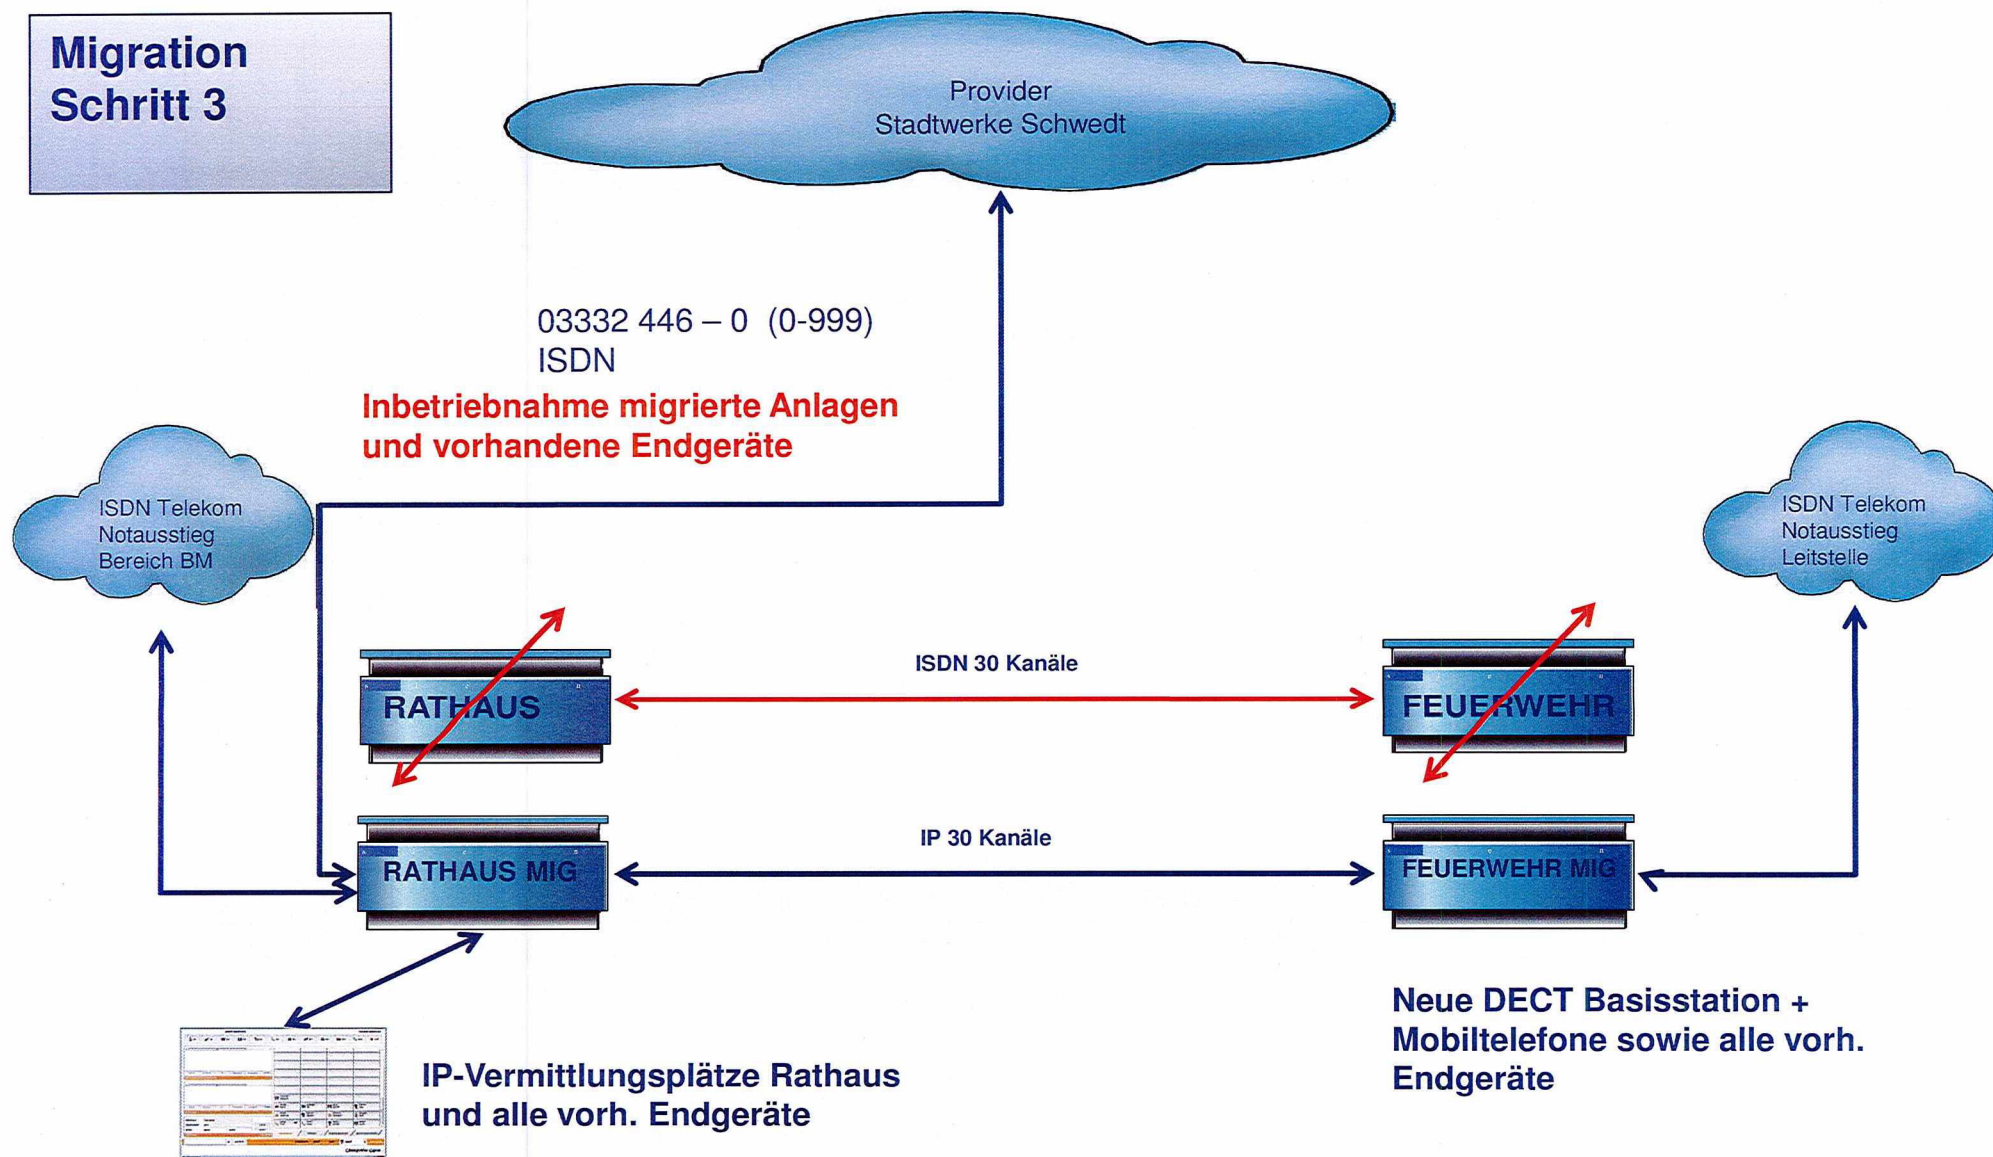 Migration
Schritt 3
Provider
Stadtwerke Schwedt
03332 446 – 0  (0-999)
ISDN
Inbetriebnahme migrierte Anlagen
und vorhandene Endgeräte
ISDN Telekom
Notausstieg
Bereich BM
ISDN Telekom
Notausstieg
Leitstelle
RATHAUS
ISDN 30 Kanäle
FEUERWEHR
RATHAUS MIG
IP 30 Kanäle
FEUERWEHR MIG
Neue DECT Basisstation +
Mobiltelefone sowie alle vorh.
Endgeräte
IP-Vermittlungsplätze Rathaus
und alle vorh. Endgeräte